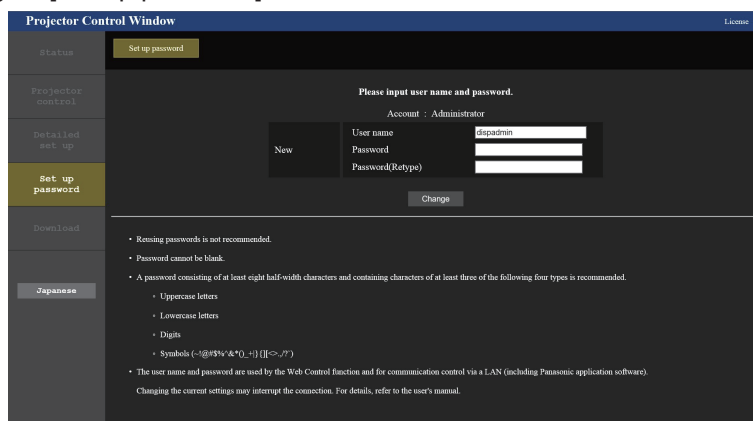 Projector Control Window
License
Status
Set up password
Projector
control
Detailed
set up
Set up
password
Download
Japanese
Please input user name and password.
Account : Administrator
New
User name
dispadmin
Password
Password(Retype)
Change
• Reusing passwords is not recommended.
• Password cannot be blank.
• A password consisting of at least eight half-width characters and containing characters of at least three of the following four types is recommended.
Uppercase letters
Lowercase letters
Digits
Symbols (~!@#$%^&*()_+|}{][<>.,/?`)
• The user name and password are used by the Web Control function and for communication control via a LAN (including Panasonic application software).
Changing the current settings may interrupt the connection. For details, refer to the user's manual.